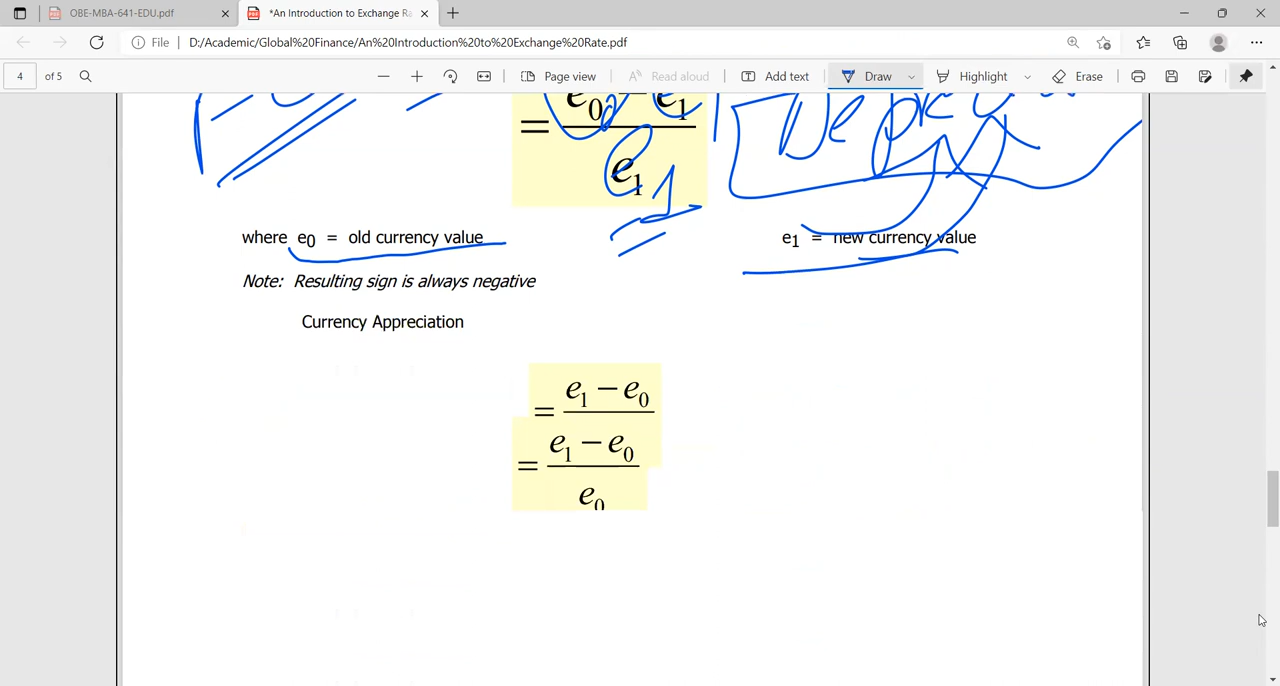 OBE-MBA-641-EDU.pdf
*An Introduction to Exchange Ra
File D:/Academic/Global%20Finance/An%20Introduction%20to%20Exchange%20Rate.pdf
4 of 5 Page view Read aloud Add text Draw Highlight Erase
= e0 − e1
e1
e1
where e0 = old currency value e1 = new currency value
Note: Resulting sign is always negative
Currency Appreciation
= e1 − e0
= e1 − e0
e0